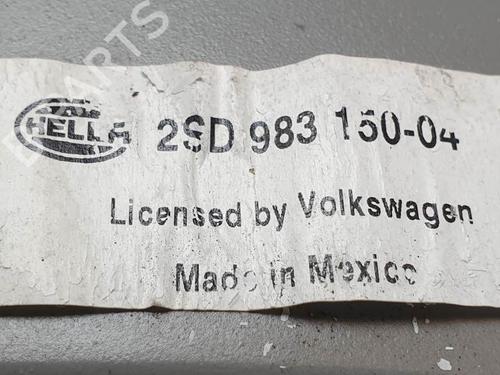 HELLA 2SD 983 150-04
Licensed by Volkswagen
Made in Mexico